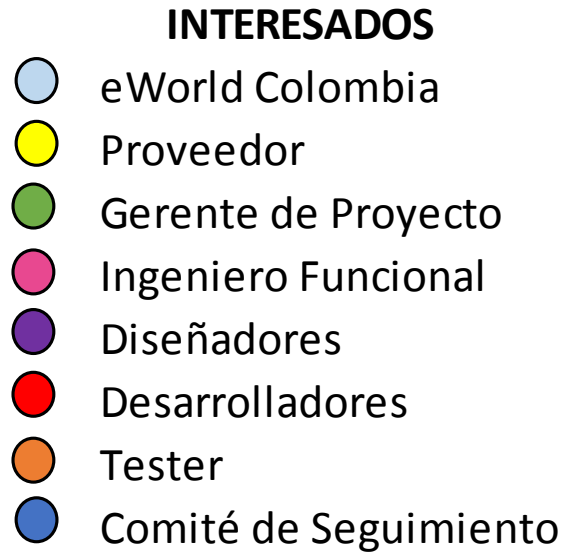 INTERESADOS
eWorld Colombia
Proveedor
Gerente de Proyecto
Ingeniero Funcional
Diseñadores
Desarrolladores
Tester
Comité de Seguimiento